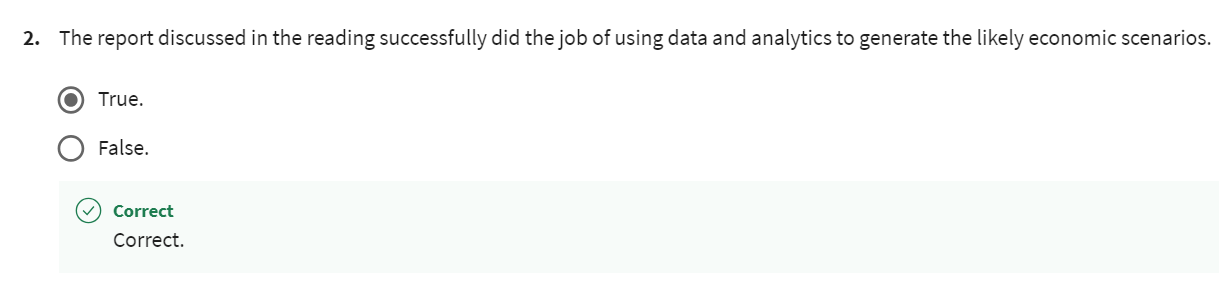 2. The report discussed in the reading successfully did the job of using data and analytics to generate the likely economic scenarios.
True.
False.
Correct
Correct.